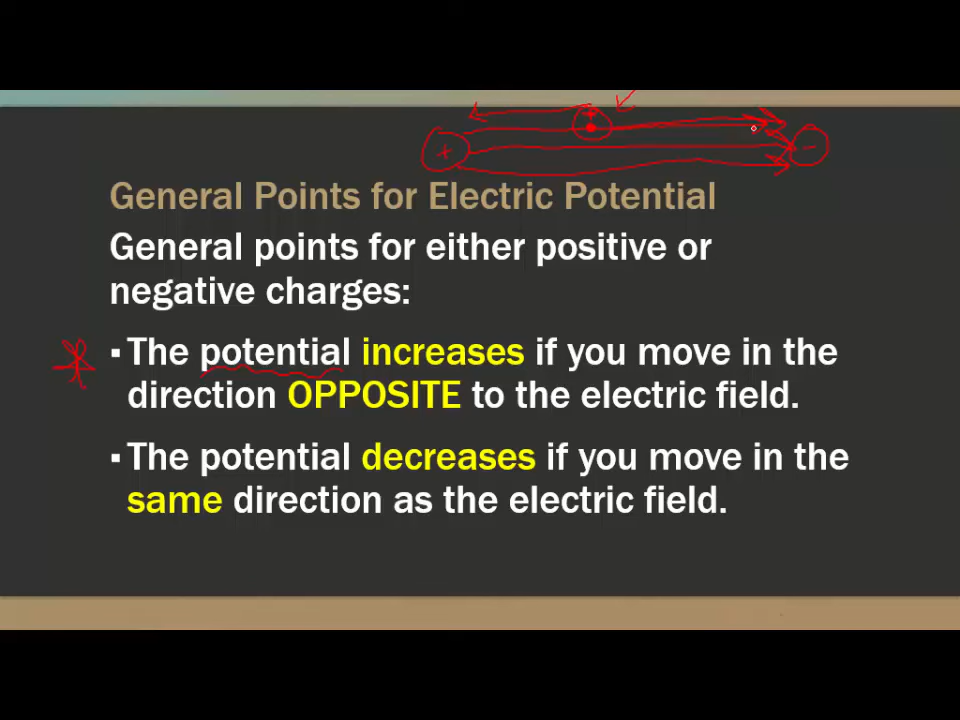 +
+ -
General Points for Electric Potential
General points for either positive or
negative charges:
▪The potential increases if you move in the
direction OPPOSITE to the electric field.
▪The potential decreases if you move in the
same direction as the electric field.